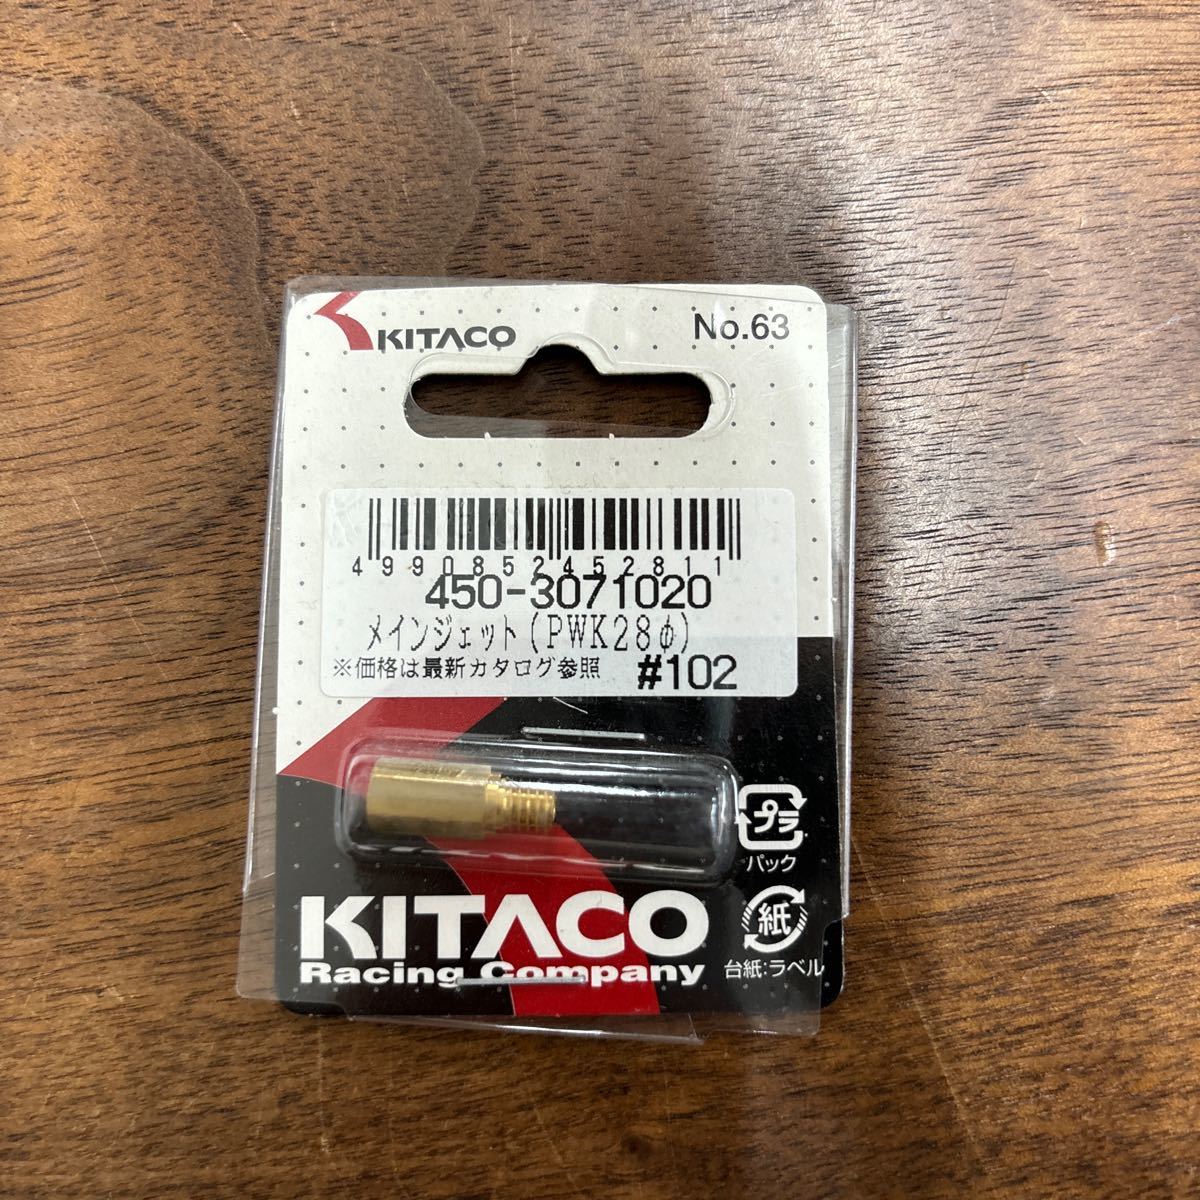 KITACO
No.63
4990852452811
450-3071020
メインジェット(PWK28φ)
※価格は最新カタログ参照 #102
プラ
パック
紙
台紙:ラベル
KITACO
Racing Company